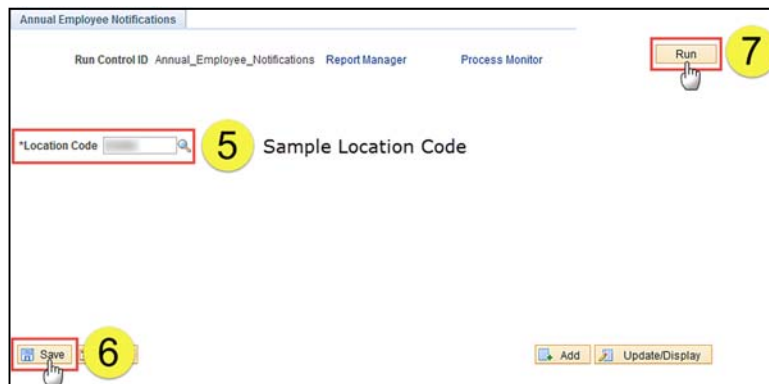 Annual Employee Notifications
Run Control ID Annual_Employee_Notifications Report Manager Process Monitor Run 7
*Location Code 5 Sample Location Code
Save 6 Add Update/Display